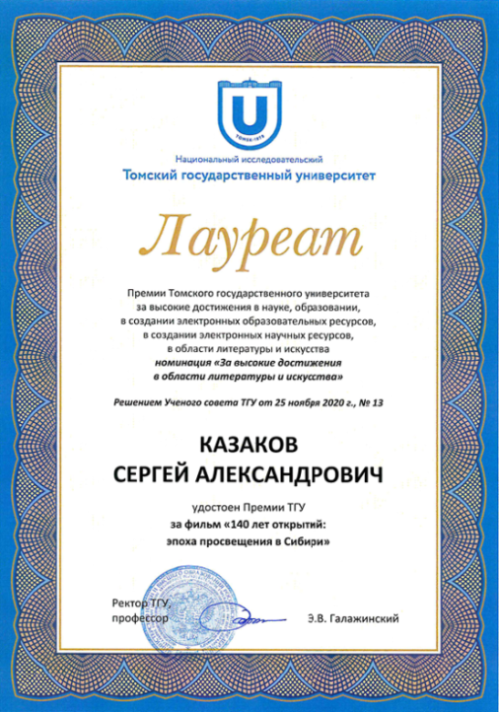 U
ТОМСК · 1878
Национальный исследовательский
Томский государственный университет
Лауреат
Премии Томского государственного университета
за высокие достижения в науке, образовании,
в создании электронных образовательных ресурсов,
в создании электронных научных ресурсов,
в области литературы и искусства
номинация «За высокие достижения
в области литературы и искусства»
Решением Ученого совета ТГУ от 25 ноября 2020 г., № 13
КАЗАКОВ
СЕРГЕЙ АЛЕКСАНДРОВИЧ
удостоен Премии ТГУ
за фильм «140 лет открытий:
эпоха просвещения в Сибири»
Ректор ТГУ,
профессор
Э.В. Галажинский